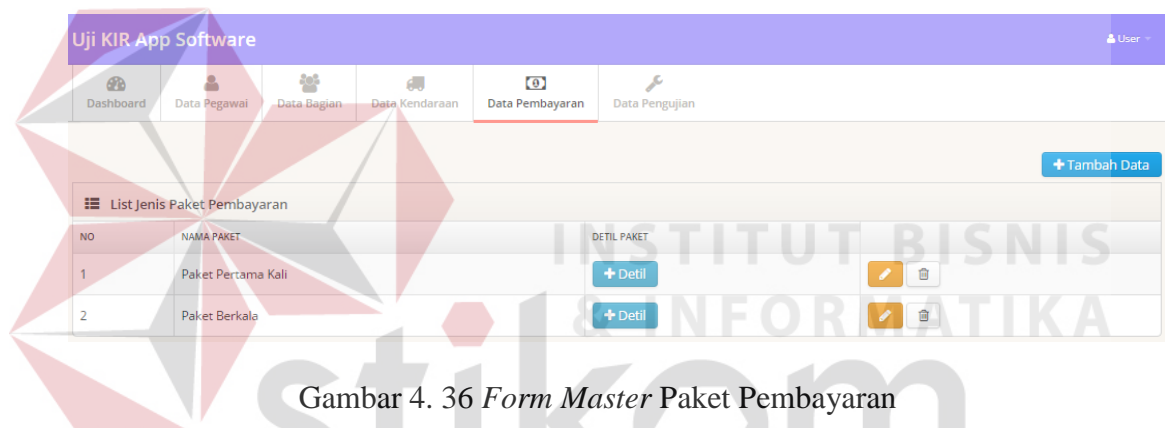 Uji KIR App Software
User
Dashboard Data Pegawai Data Bagian Data Kendaraan Data Pembayaran Data Pengujian
+ Tambah Data
List Jenis Paket Pembayaran
NO NAMA PAKET DETIL PAKET
1 Paket Pertama Kali + Detil
2 Paket Berkala + Detil
INSTITUT BISNIS
& INFORMATIKA
stikom
Gambar 4. 36 Form Master Paket Pembayaran